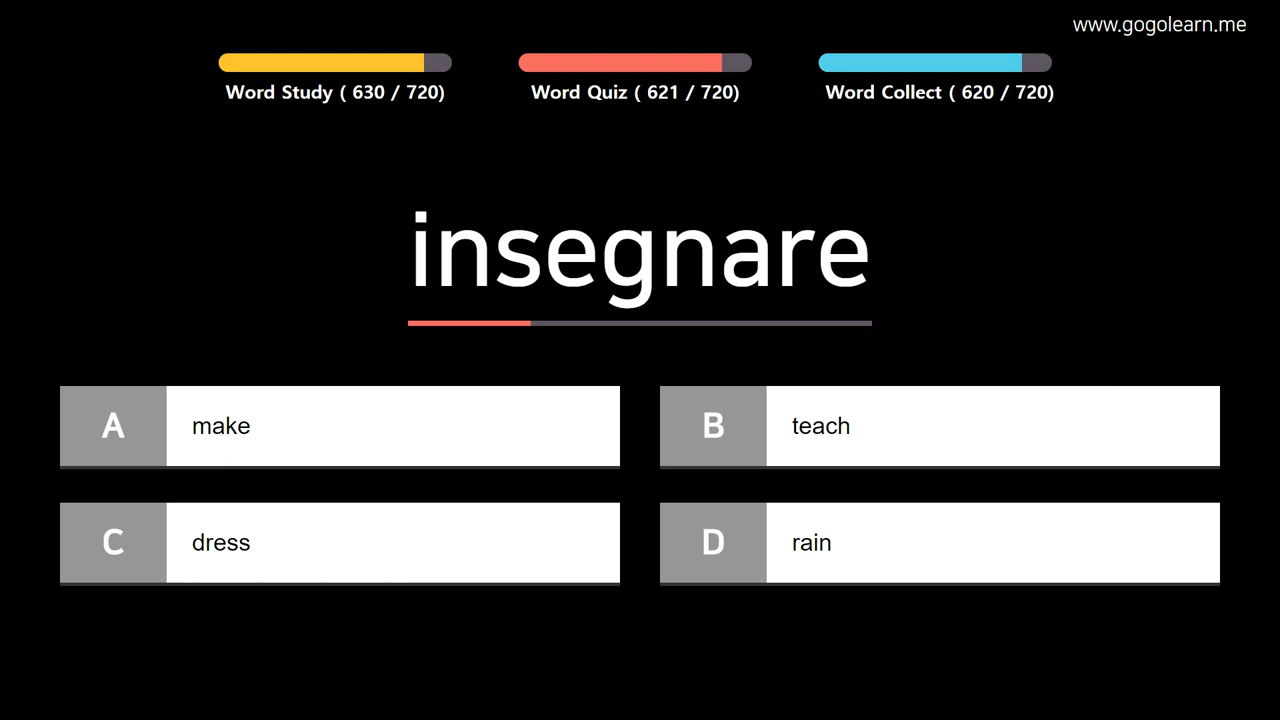 www.gogolearn.me
Word Study ( 630 / 720)
Word Quiz ( 621 / 720)
Word Collect ( 620 / 720)
insegnare
A make
B teach
C dress
D rain